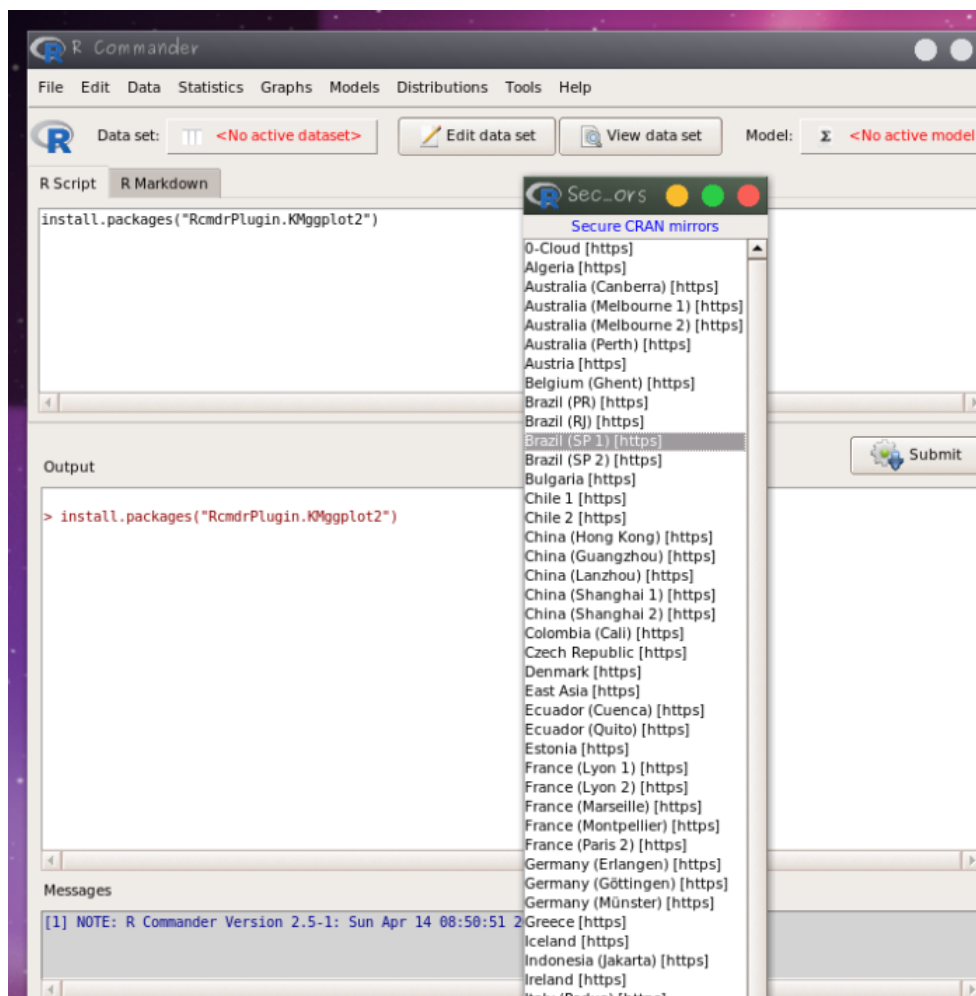 R Commander
File Edit Data Statistics Graphs Models Distributions Tools Help
Data set: <No active dataset> Edit data set View data set Model: Σ <No active model
R Script R Markdown
install.packages("RcmdrPlugin.KMggplot2")
Output
Submit
> install.packages("RcmdrPlugin.KMggplot2")
Messages
[1] NOTE: R Commander Version 2.5-1: Sun Apr 14 08:50:51 2
Sec_ors
Secure CRAN mirrors
0-Cloud [https]
Algeria [https]
Australia (Canberra) [https]
Australia (Melbourne 1) [https]
Australia (Melbourne 2) [https]
Australia (Perth) [https]
Austria [https]
Belgium (Ghent) [https]
Brazil (PR) [https]
Brazil (RJ) [https]
Brazil (SP 1) [https]
Brazil (SP 2) [https]
Bulgaria [https]
Chile 1 [https]
Chile 2 [https]
China (Hong Kong) [https]
China (Guangzhou) [https]
China (Lanzhou) [https]
China (Shanghai 1) [https]
China (Shanghai 2) [https]
Colombia (Cali) [https]
Czech Republic [https]
Denmark [https]
East Asia [https]
Ecuador (Cuenca) [https]
Ecuador (Quito) [https]
Estonia [https]
France (Lyon 1) [https]
France (Lyon 2) [https]
France (Marseille) [https]
France (Montpellier) [https]
France (Paris 2) [https]
Germany (Erlangen) [https]
Germany (Göttingen) [https]
Germany (Münster) [https]
Greece [https]
Iceland [https]
Indonesia (Jakarta) [https]
Ireland [https]